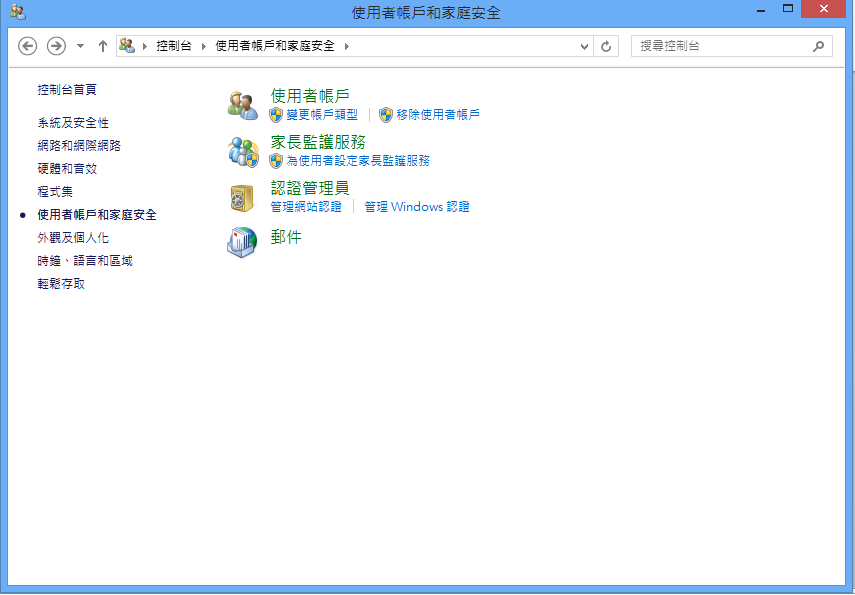 使用者帳戶和家庭安全
控制台 使用者帳戶和家庭安全 搜尋控制台
控制台首頁
系統及安全性
網路和網際網路
硬體和音效
程式集
使用者帳戶和家庭安全
外觀及個人化
時鐘、語言和區域
輕鬆存取
使用者帳戶
變更帳戶類型 移除使用者帳戶
家長監護服務
為使用者設定家長監護服務
認證管理員
管理網站認證 管理 Windows 認證
郵件